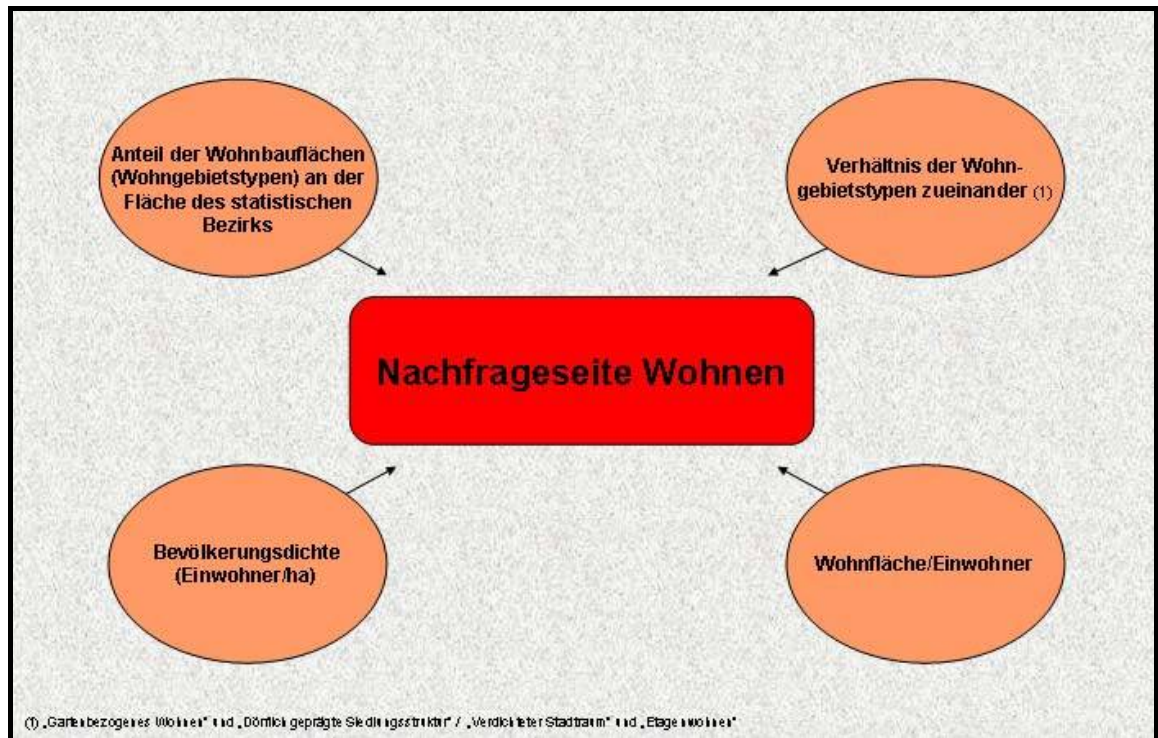 Anteil der Wohnbauflächen
(Wohngebietstypen) an der
Fläche des statistischen
Bezirks
Verhältnis der Wohn-
gebietstypen zueinander (1)
Nachfrageseite Wohnen
Bevölkerungsdichte
(Einwohner/ha)
Wohnfläche/Einwohner
(1) „Gartenbezogenes Wohnen" und „Dörflich geprägte Siedlungsstruktur" / „Verdichteter Stadtraum" und „Etagenwohnen"